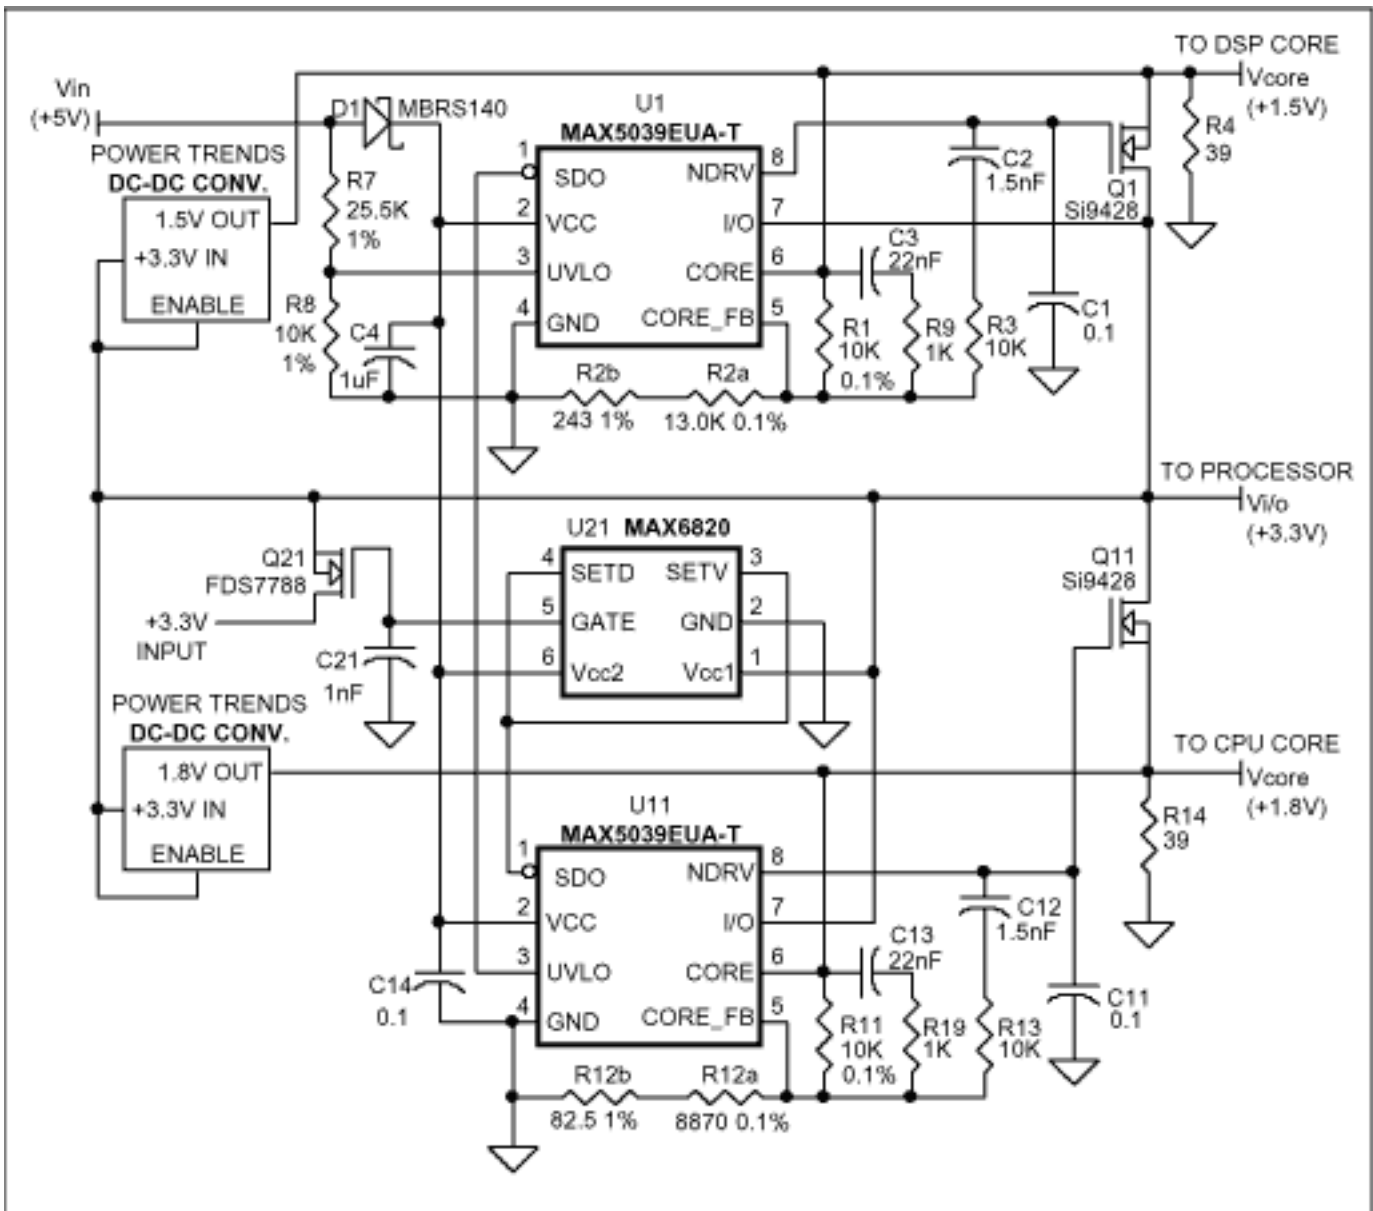 TO DSP CORE
Vcore
(+1.5V)
Vin
(+5V)
D1
MBRS140
U1
MAX5039EUA-T
R4
39
POWER TRENDS
DC-DC CONV.
1.5V OUT
+3.3V IN
ENABLE
R7
25.5K
1%
1
SDO
2
VCC
3
UVLO
4
GND
NDRV
8
I/O
7
CORE
6
CORE_FB
5
C2
1.5nF
Q1
Si9428
C3
22nF
R8
10K
1%
C4
1uF
R1
10K
0.1%
R9
1K
R3
10K
C1
0.1
R2b
243 1%
R2a
13.0K 0.1%
TO PROCESSOR
Vi/o
(+3.3V)
U21 MAX6820
Q21
FDS7788
4
SETD
5
GATE
6
Vcc2
SETV
3
GND
2
Vcc1
1
Q11
Si9428
+3.3V
INPUT
C21
1nF
POWER TRENDS
DC-DC CONV.
1.8V OUT
+3.3V IN
ENABLE
TO CPU CORE
Vcore
(+1.8V)
U11
MAX5039EUA-T
R14
39
1
SDO
2
VCC
3
UVLO
4
GND
NDRV
8
I/O
7
CORE
6
CORE_FB
5
C12
1.5nF
C13
22nF
C14
0.1
R11
10K
0.1%
R19
1K
R13
10K
C11
0.1
R12b
82.5 1%
R12a
8870 0.1%